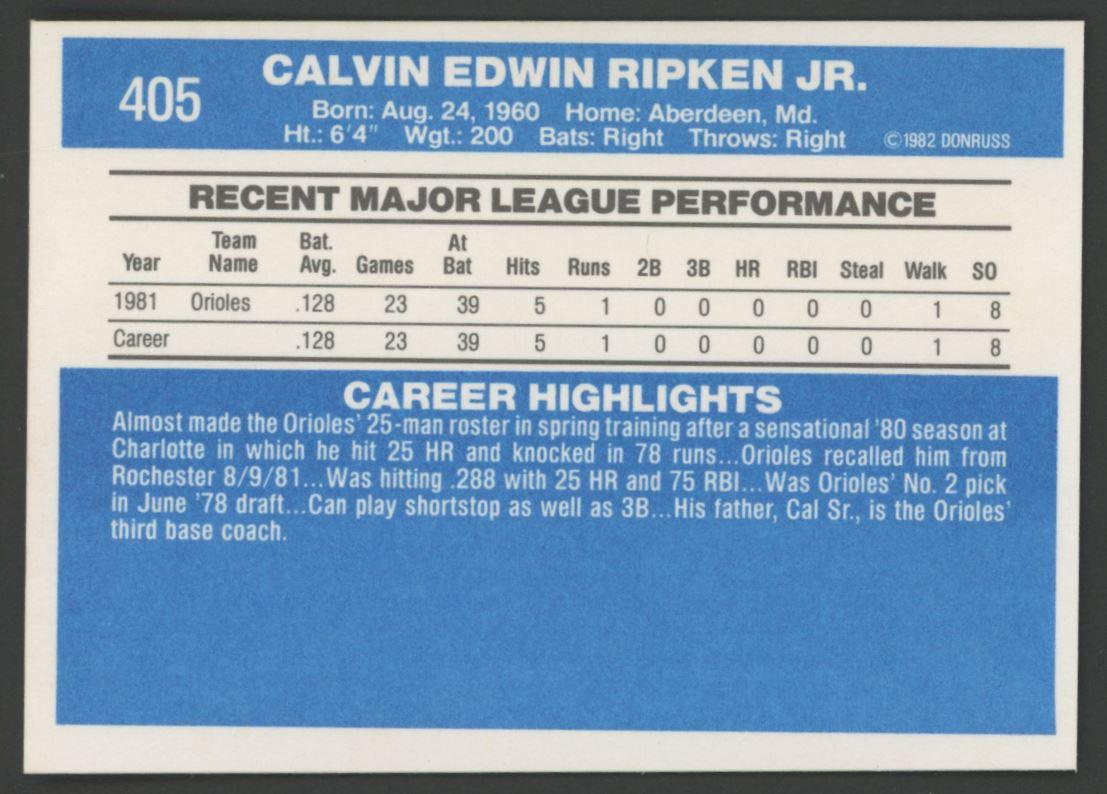 405
CALVIN EDWIN RIPKEN JR.
Born: Aug. 24, 1960 Home: Aberdeen, Md.
Ht.: 6'4" Wgt.: 200 Bats: Right Throws: Right ©1982 DONRUSS
RECENT MAJOR LEAGUE PERFORMANCE
Year Team Name Bat. Avg. Games At Bat Hits Runs 2B 3B HR RBI Steal Walk SO
1981 Orioles .128 23 39 5 1 0 0 0 0 0 1 8
Career .128 23 39 5 1 0 0 0 0 0 1 8
CAREER HIGHLIGHTS
Almost made the Orioles' 25-man roster in spring training after a sensational '80 season at
Charlotte in which he hit 25 HR and knocked in 78 runs...Orioles recalled him from
Rochester 8/9/81...Was hitting .288 with 25 HR and 75 RBI...Was Orioles' No. 2 pick
in June '78 draft...Can play shortstop as well as 3B...His father, Cal Sr., is the Orioles'
third base coach.